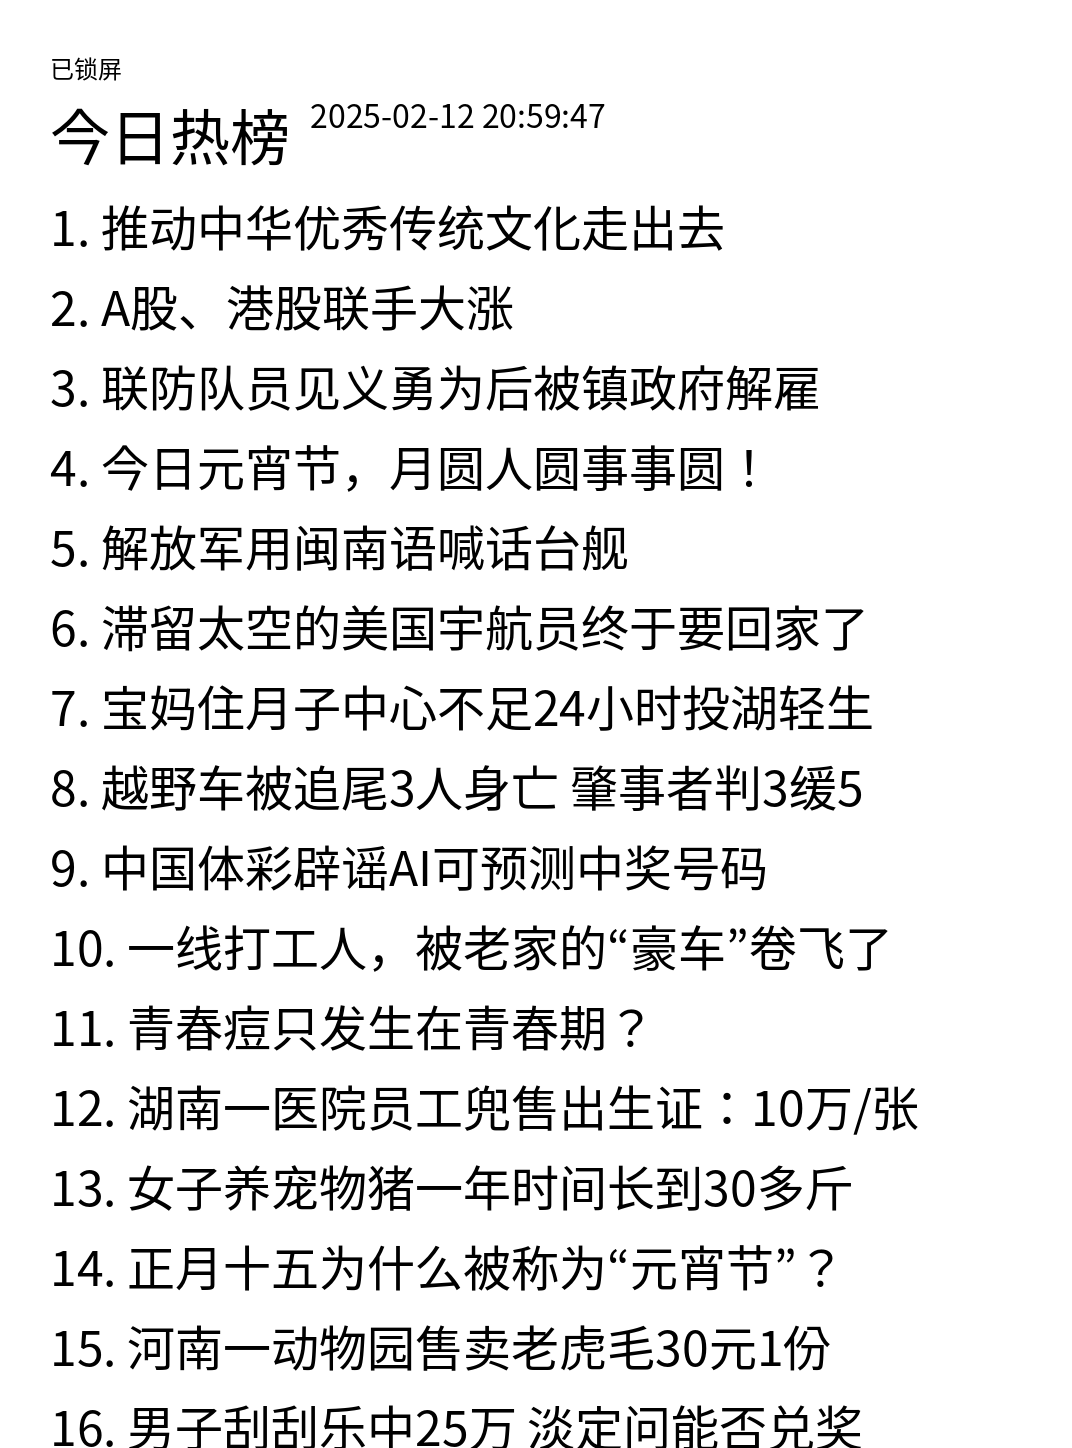 已锁屏
今日热榜 2025-02-12 20:59:47
1. 推动中华优秀传统文化走出去
2. A股、港股联手大涨
3. 联防队员见义勇为后被镇政府解雇
4. 今日元宵节，月圆人圆事事圆！
5. 解放军用闽南语喊话台舰
6. 滞留太空的美国宇航员终于要回家了
7. 宝妈住月子中心不足24小时投湖轻生
8. 越野车被追尾3人身亡 肇事者判3缓5
9. 中国体彩辟谣AI可预测中奖号码
10. 一线打工人，被老家的“豪车”卷飞了
11. 青春痘只发生在青春期？
12. 湖南一医院员工兜售出生证：10万/张
13. 女子养宠物猪一年时间长到30多斤
14. 正月十五为什么被称为“元宵节”？
15. 河南一动物园售卖老虎毛30元1份
16. 男子刮刮乐中25万 淡定问能否兑奖